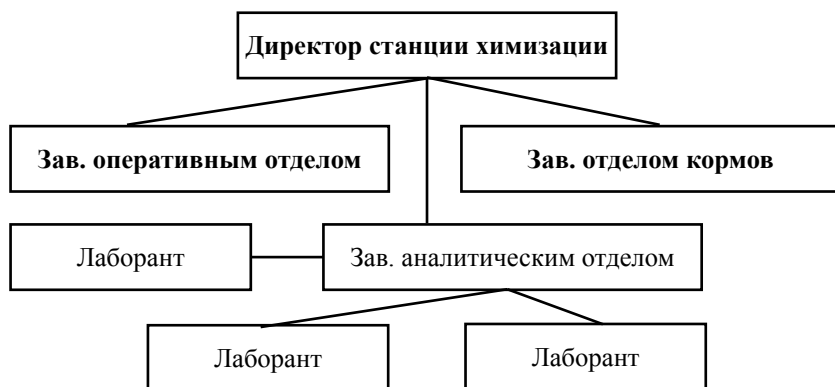 Директор станции химизации
Зав. оперативным отделом
Зав. отделом кормов
Лаборант
Зав. аналитическим отделом
Лаборант
Лаборант